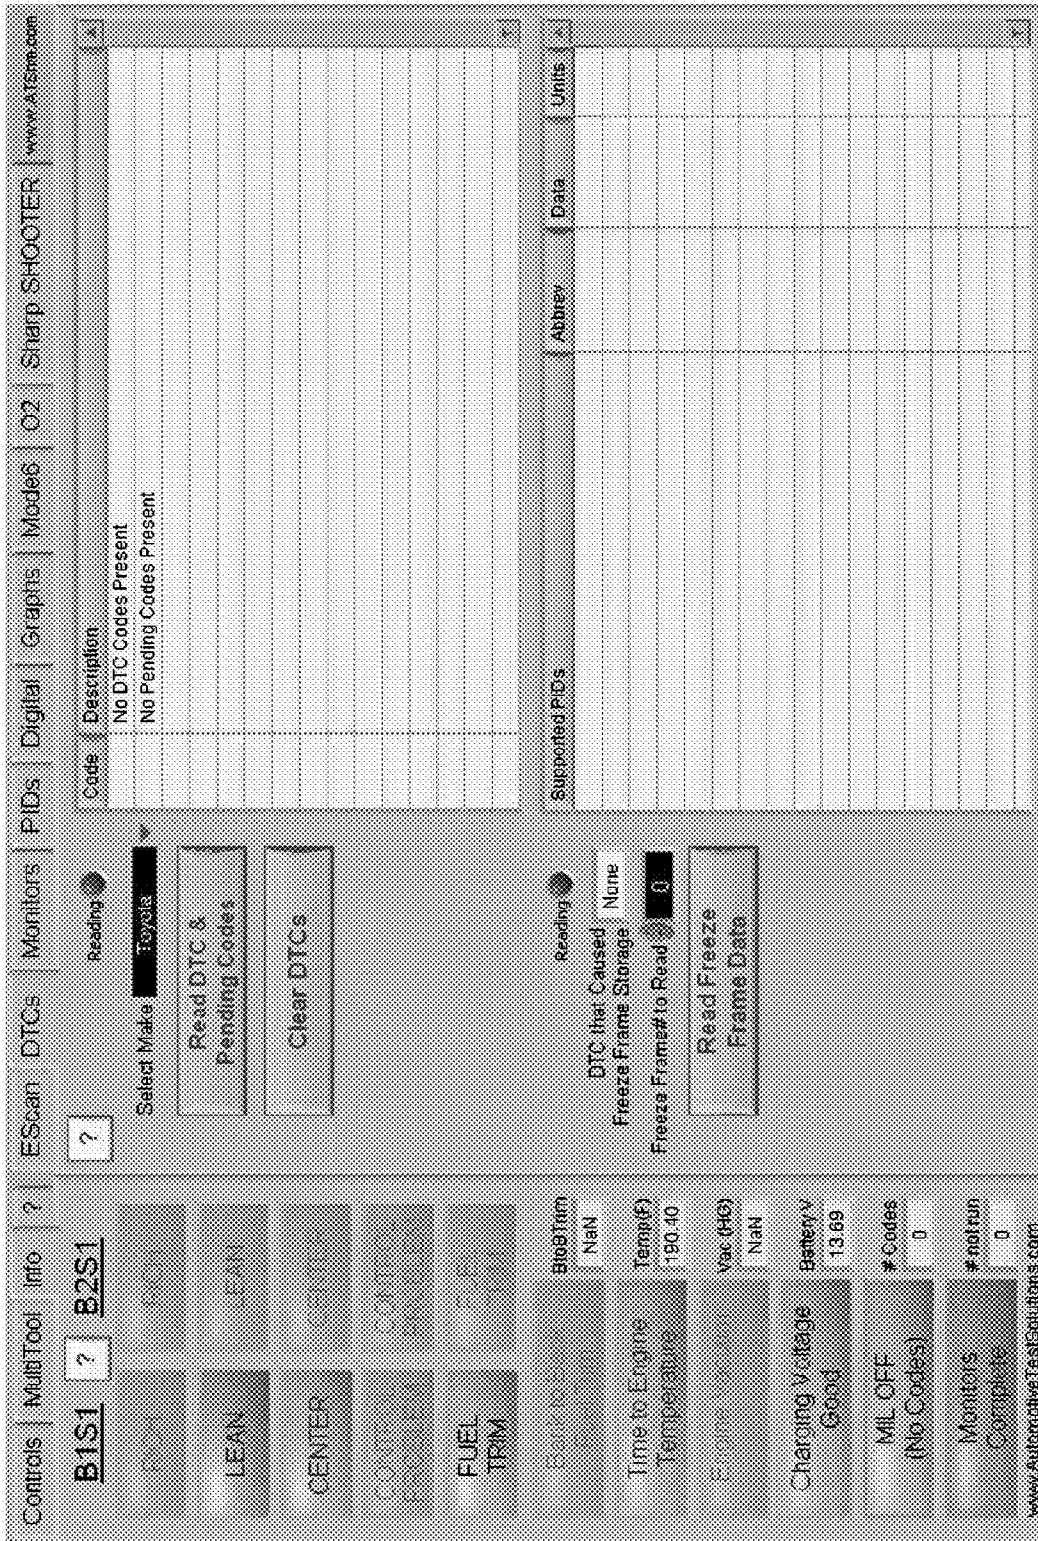 Controls MultiTool Info ? EScan DTCs Monitors PIDs Digital Graphs Mode6 O2 Sharp SHOOTER www.ATSnm.com
B1S1 ? B2S1
LEAN LEAN
CENTER
FUEL TRIM
BtoBTrim
NaN
Time to Engine Temperature
Temp(F)
190.40
Vac (HG)
NaN
Charging Voltage Good
Battery V
13.69
MIL OFF (No Codes)
# Codes
0
Monitors Complete
# not run
0
www.AutomotiveTestSolutions.com
?
Reading
Select Make Toyota
Read DTC &
Pending Codes
Clear DTCs
Code Description
No DTC Codes Present
No Pending Codes Present
Reading
DTC that Caused
Freeze Frame Storage None
Freeze Frame# to Read 0
Read Freeze
Frame Data
Supported PIDs Abbrev Data Units